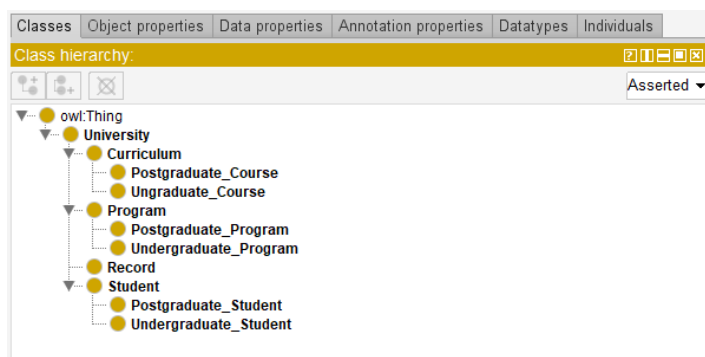 Classes Object properties Data properties Annotation properties Datatypes Individuals
Class hierarchy:
Asserted
owl:Thing
University
Curriculum
Postgraduate_Course
Ungraduate_Course
Program
Postgraduate_Program
Undergraduate_Program
Record
Student
Postgraduate_Student
Undergraduate_Student